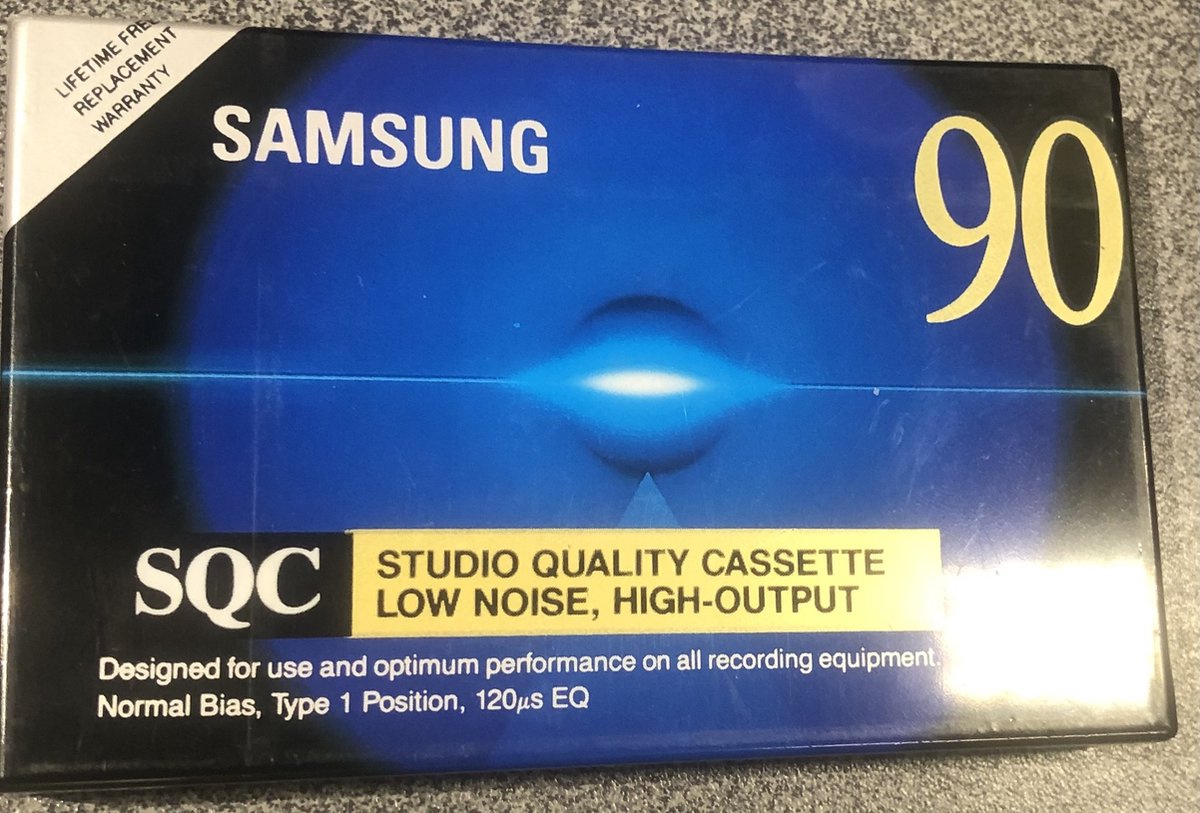 LIFETIME FREE
REPLACEMENT
WARRANTY
SAMSUNG
90
SQC
STUDIO QUALITY CASSETTE
LOW NOISE, HIGH-OUTPUT
Designed for use and optimum performance on all recording equipment.
Normal Bias, Type 1 Position, 120μs EQ